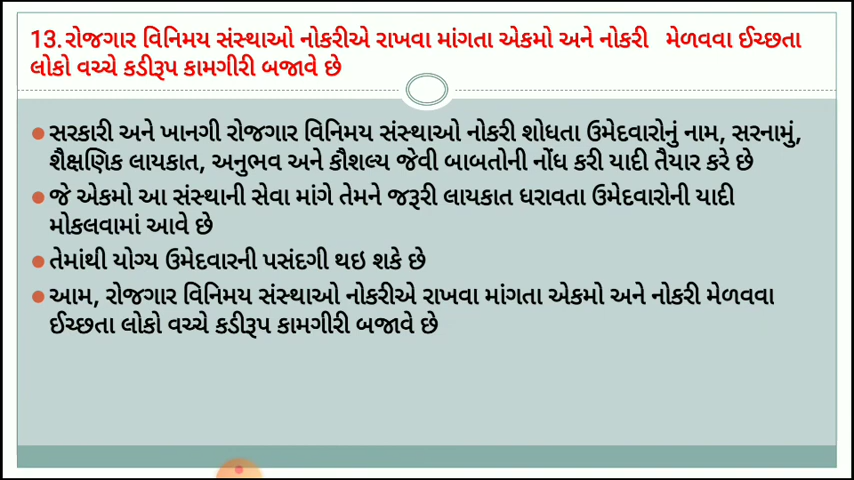 13. રોજગાર વિનિમય સંસ્થાઓ નોકરીએ રાખવા માંગતા એકમો અને નોકરી મેળવવા ઈચ્છતા
લોકો વચ્ચે કડીરૂપ કામગીરી બજાવે છે
સરકારી અને ખાનગી રોજગાર વિનિમય સંસ્થાઓ નોકરી શોધતા ઉમેદવારોનું નામ, સરનામું,
શૈક્ષણિક લાયકાત, અનુભવ અને કૌશલ્ય જેવી બાબતોની નોંધ કરી યાદી તૈયાર કરે છે
જે એકમો આ સંસ્થાની સેવા માંગે તેમને જરૂરી લાયકાત ધરાવતા ઉમેદવારોની યાદી
મોકલવામાં આવે છે
તેમાંથી યોગ્ય ઉમેદવારની પસંદગી થઇ શકે છે
આમ, રોજગાર વિનિમય સંસ્થાઓ નોકરીએ રાખવા માંગતા એકમો અને નોકરી મેળવવા
ઈચ્છતા લોકો વચ્ચે કડીરૂપ કામગીરી બજાવે છે